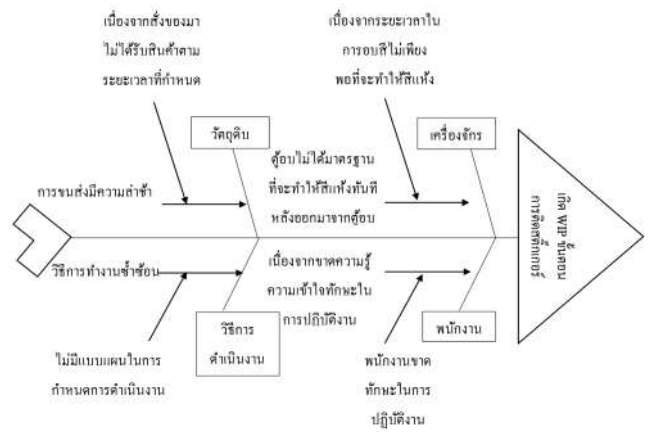 เนื่องจากสั่งของมา
ไม่ได้รับสินค้าตาม
ระยะเวลาที่กำหนด
เนื่องจากระยะเวลาใน
การอบสีไม่เพียง
พอที่จะทำให้สีแห้ง
วัตถุดิบ
เครื่องจักร
ตู้อบไม่ได้มาตรฐาน
ที่จะทำให้สีแห้งทันที
หลังออกมาจากตู้อบ
การขนส่งมีความล่าช้า
เกิด WIP ขั้นตอน
การติดสติ๊กเกอร์
วิธีการทำงานซ้ำซ้อน
เนื่องจากขาดความรู้
ความเข้าใจทักษะใน
การปฏิบัติงาน
วิธีการ
ดำเนินงาน
พนักงาน
ไม่มีแบบแผนในการ
กำหนดการดำเนินงาน
พนักงานขาด
ทักษะในการ
ปฏิบัติงาน